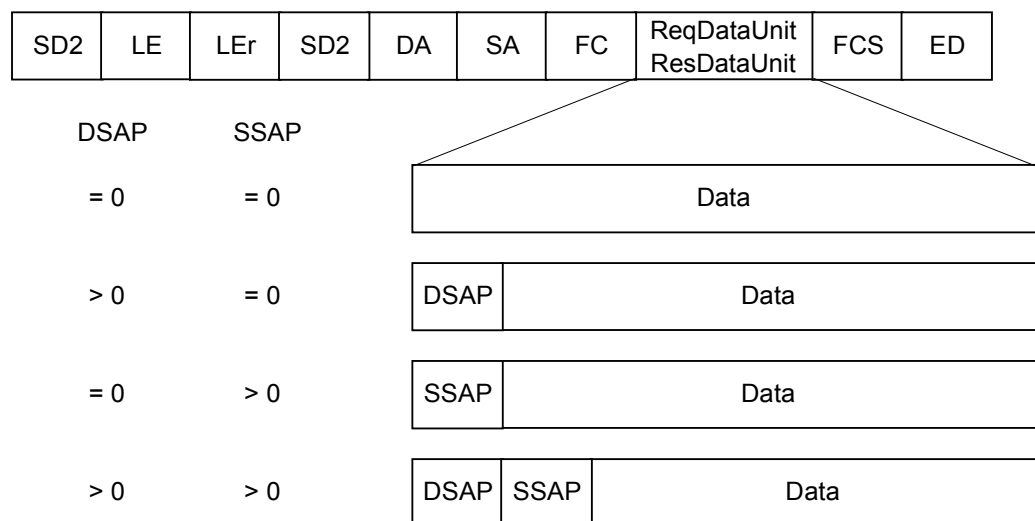 SD2 LE LEr SD2 DA SA FC ReqDataUnit FCS ED
ResDataUnit
DSAP SSAP
= 0 = 0 Data
> 0 = 0 DSAP Data
= 0 > 0 SSAP Data
> 0 > 0 DSAP SSAP Data